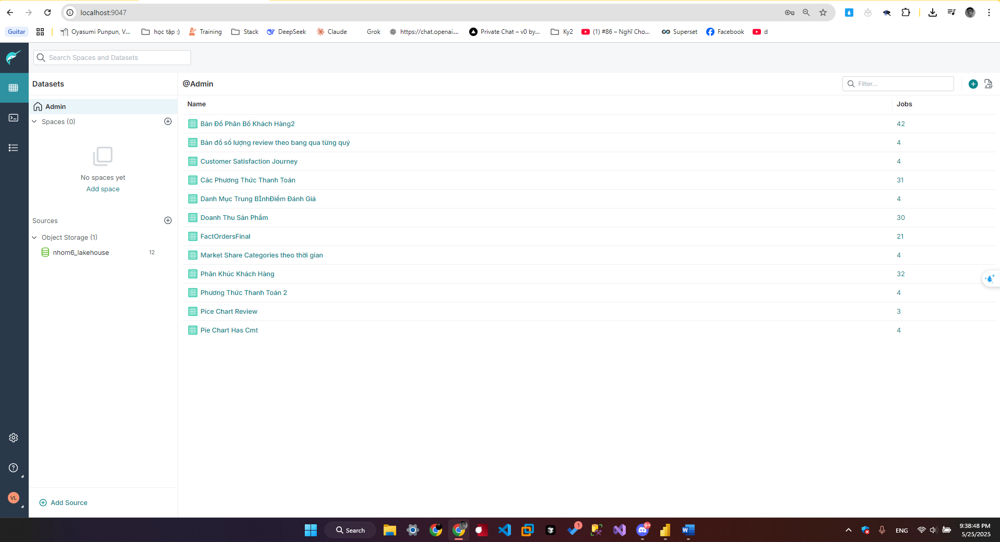 localhost:9047
Guitar
Oyasumi Punpun, V...
học tập :)
Training
Stack
DeepSeek
Claude
Grok
https://chat.openai....
Private Chat – v0 by...
Ky2
(1) #86 – Nghĩ Cho...
Superset
Facebook
d
Search Spaces and Datasets
Datasets
Admin
Spaces (0)
No spaces yet
Add space
Sources
Object Storage (1)
nhom6_lakehouse 12
Add Source
VL
@Admin
Filter...
Name Jobs
Bản Đồ Phân Bố Khách Hàng2 42
Bản đồ số lượng review theo bang qua từng quý 4
Customer Satisfaction Journey 4
Các Phương Thức Thanh Toán 31
Danh Mục Trung BÌnhĐiểm Đánh Giá 4
Doanh Thu Sản Phẩm 30
FactOrdersFinal 21
Market Share Categories theo thời gian 4
Phân Khúc Khách Hàng 32
Phương Thức Thanh Toán 2 4
Pice Chart Review 3
Pie Chart Has Cmt 4
Search
1
9+
ENG
9:38:48 PM
5/25/2025